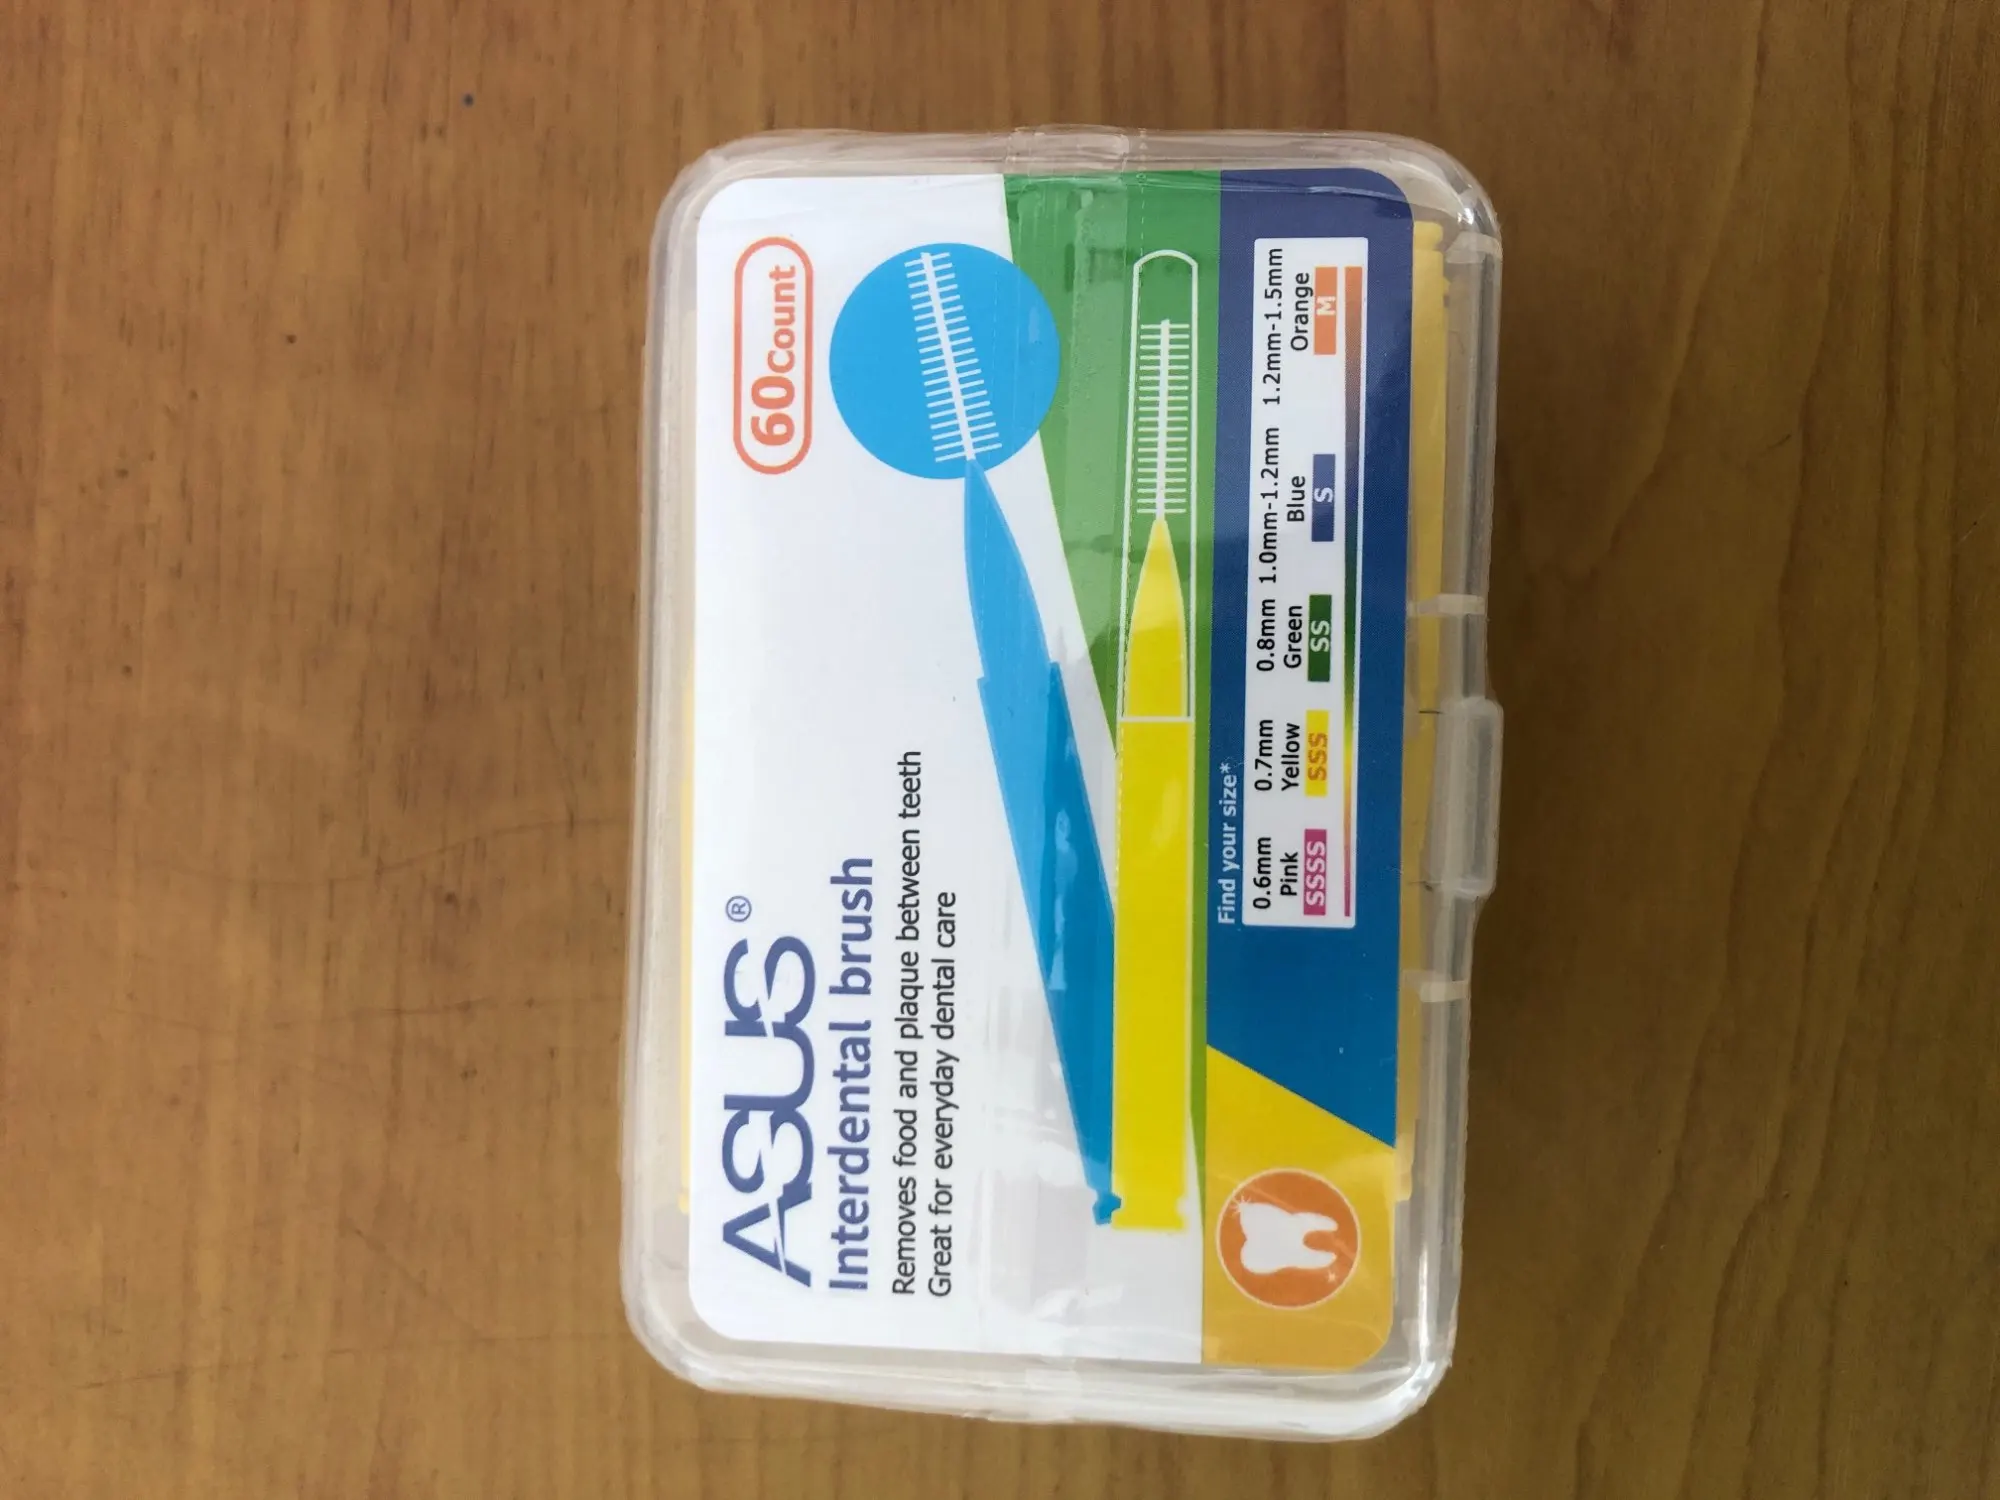 ASUS®
60Count
Interdental brush
Removes food and plaque between teeth
Great for everyday dental care
Find your size*
0.6mm 0.7mm 0.8mm 1.0mm-1.2mm 1.2mm-1.5mm
Pink Yellow Green Blue Orange
SSSS SSS SS S M